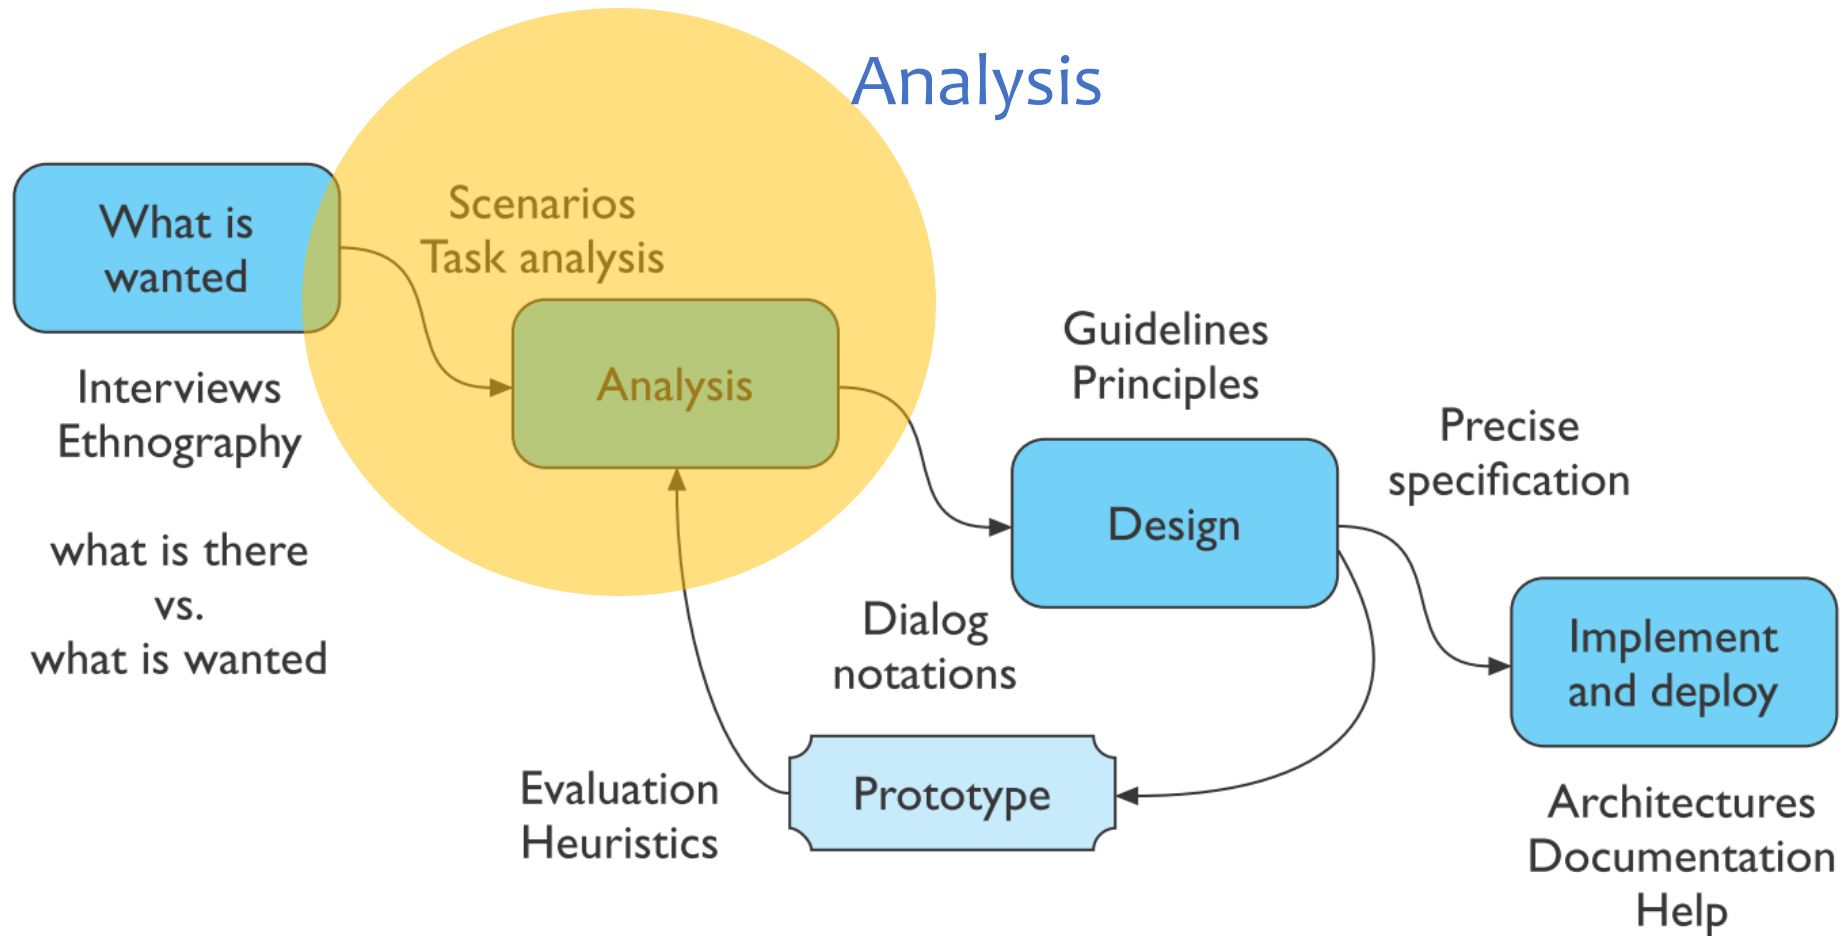 Analysis
What is
wanted
Interviews
Ethnography
what is there
vs.
what is wanted
Scenarios
Task analysis
Analysis
Guidelines
Principles
Design
Precise
specification
Dialog
notations
Prototype
Evaluation
Heuristics
Implement
and deploy
Architectures
Documentation
Help